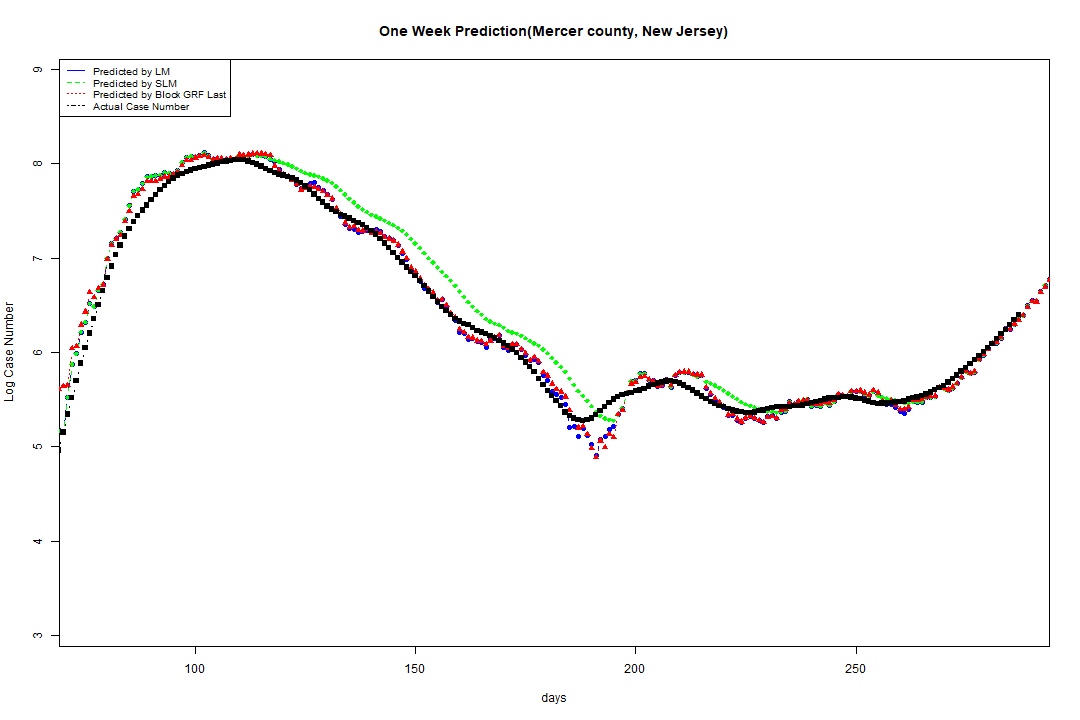 One Week Prediction(Mercer county, New Jersey)
Predicted by LM
Predicted by SLM
Predicted by Block GRF Last
Actual Case Number
9
8
7
6
5
4
3
Log Case Number
100
150
200
250
days